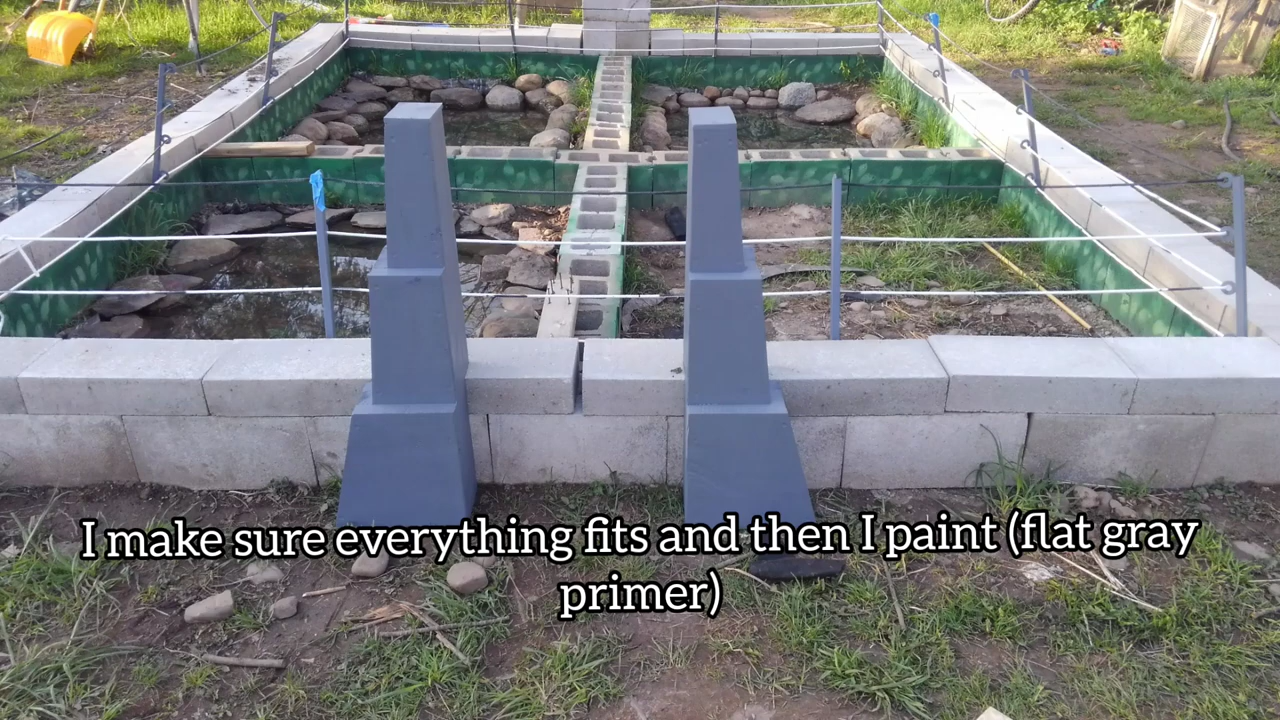 I make sure everything fits and then I paint (flat gray
primer)